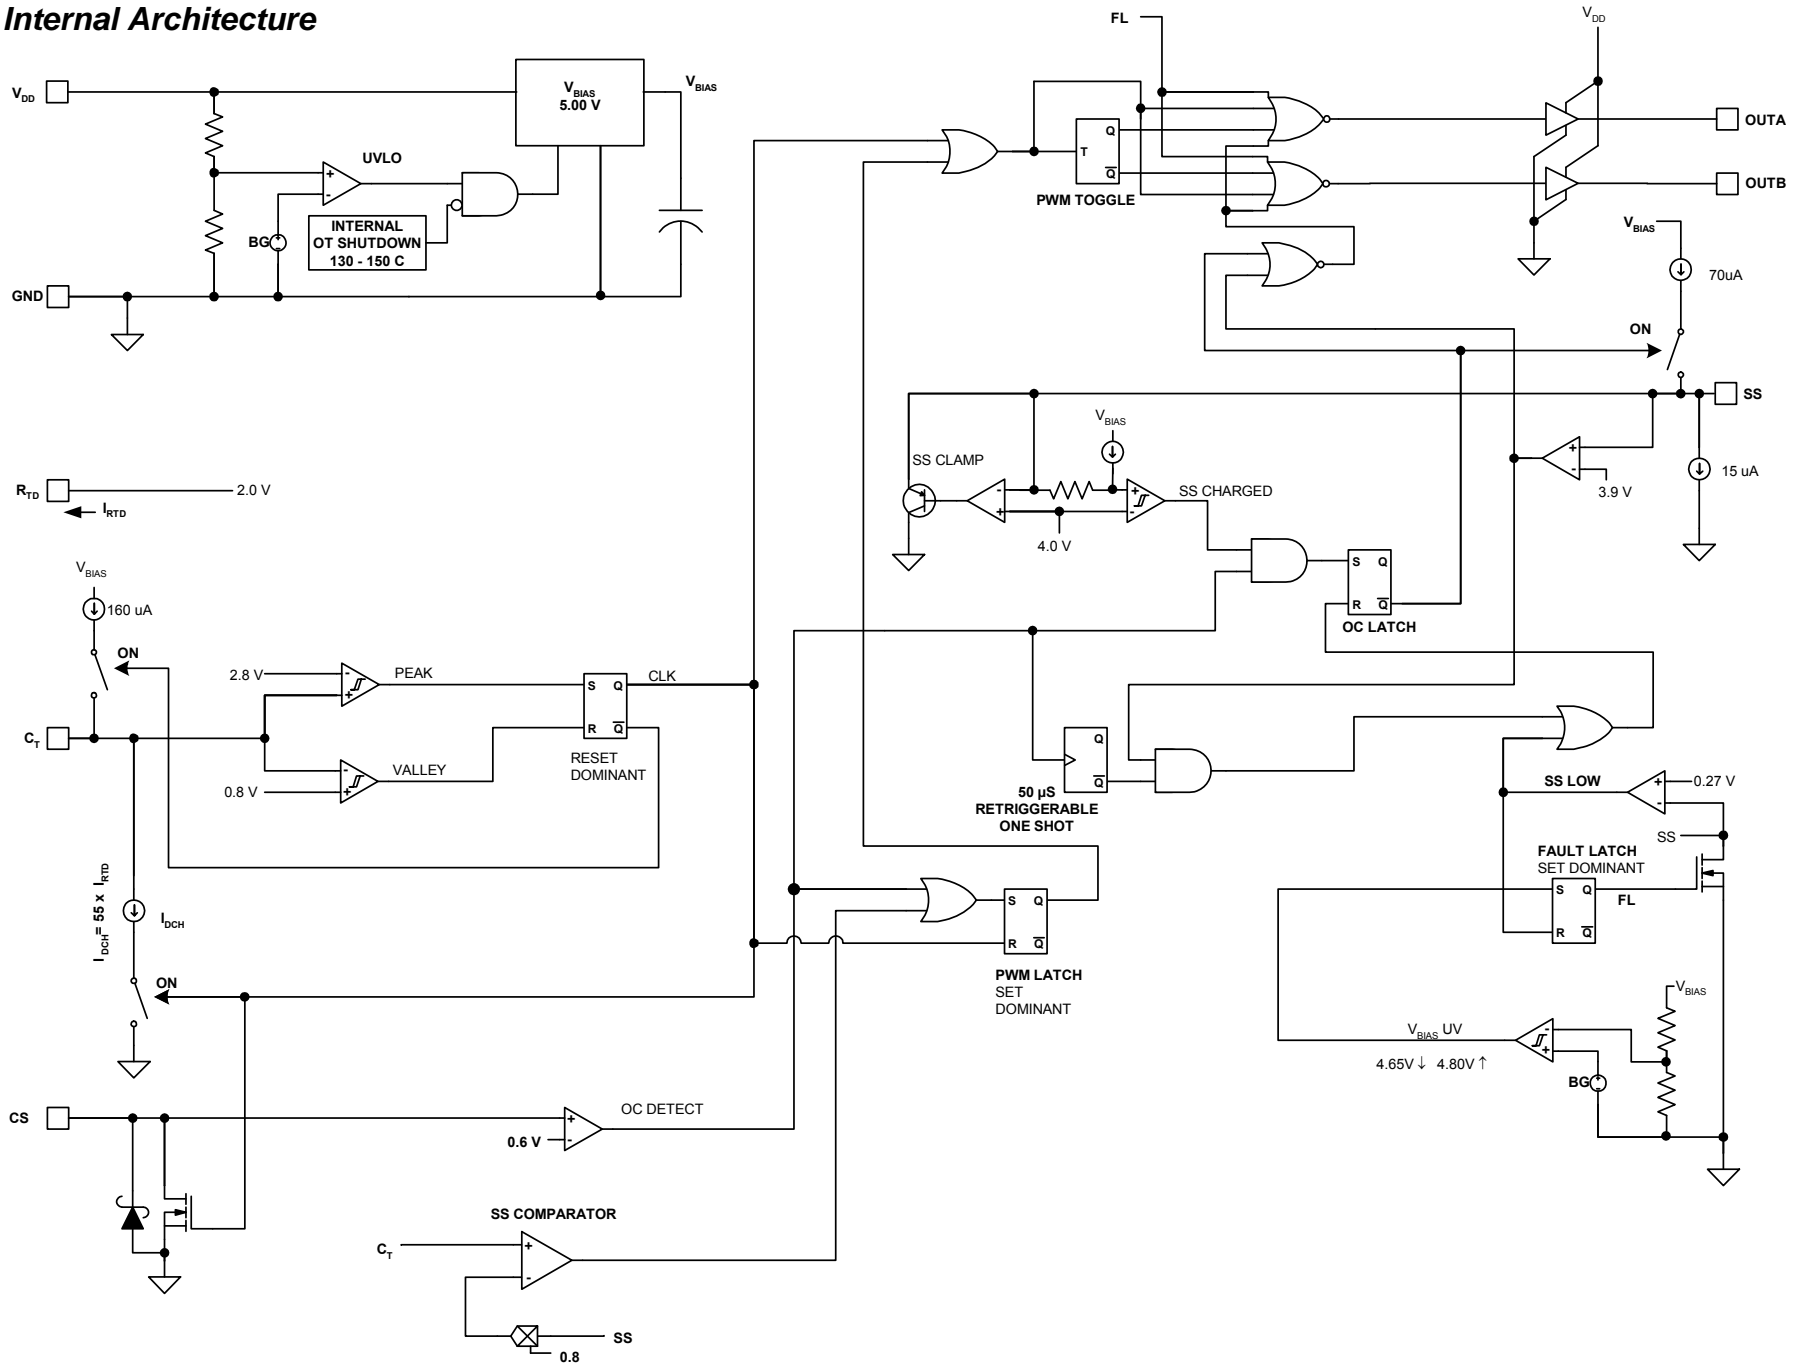 Internal Architecture
FL
VDD
VDD
VBIAS
5.00 V
VBIAS
UVLO
+
-
BG
INTERNAL
OT SHUTDOWN
130 - 150 C
GND
T
Q
Q̅
PWM TOGGLE
OUTA
OUTB
VBIAS
70uA
ON
SS
+
-
3.9 V
15 uA
RTD
2.0 V
IRTD
VBIAS
SS CLAMP
-
+
+
-
SS CHARGED
4.0 V
S
Q
R
Q̅
OC LATCH
VBIAS
160 uA
ON
2.8 V
-
+
PEAK
S
Q
CLK
R
Q̅
RESET
DOMINANT
CT
-
+
VALLEY
0.8 V
Q
Q̅
50 µS
RETRIGGERABLE
ONE SHOT
SS LOW
+
-
0.27 V
SS
FAULT LATCH
SET DOMINANT
S
Q
FL
R
Q̅
IDCH= 55 x IRTD
IDCH
ON
S
Q
R
Q̅
PWM LATCH
SET
DOMINANT
VBIAS
VBIAS UV
4.65V↓ 4.80V↑
-
+
BG
CS
+
-
0.6 V
OC DETECT
SS COMPARATOR
CT
+
-
SS
0.8